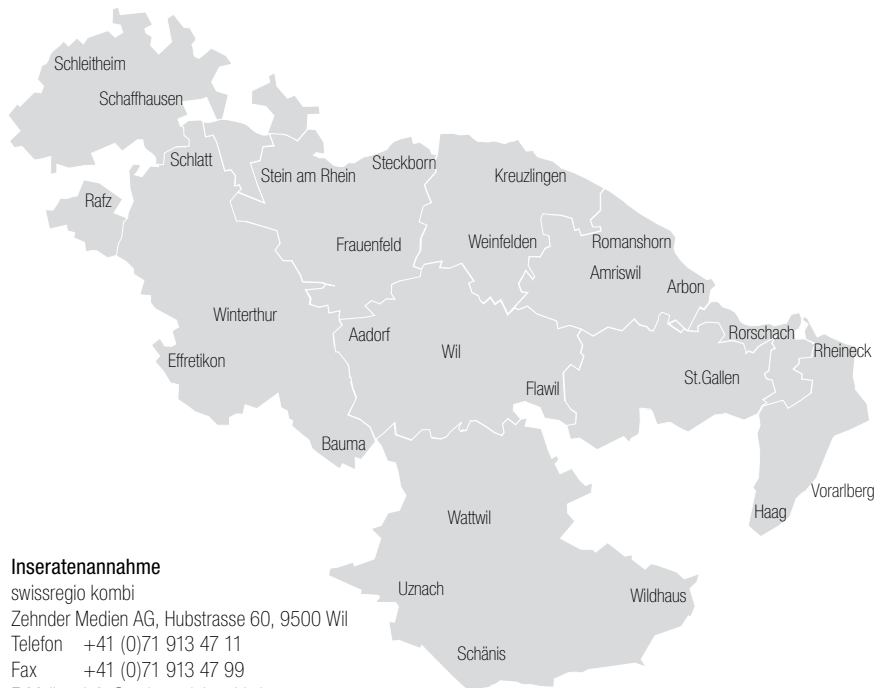 Schleitheim
Schaffhausen
Schlatt
Steckborn
Stein am Rhein
Kreuzlingen
Rafz
Frauenfeld
Weinfelden
Romanshorn
Amriswil
Arbon
Winterthur
Aadorf
Rorschach
Wil
Rheineck
Effretikon
St.Gallen
Flawil
Bauma
Vorarlberg
Haag
Wattwil
Uznach
Wildhaus
Schänis
Inseratenannahme
swissregio kombi
Zehnder Medien AG, Hubstrasse 60, 9500 Wil
Telefon +41 (0)71 913 47 11
Fax +41 (0)71 913 47 99